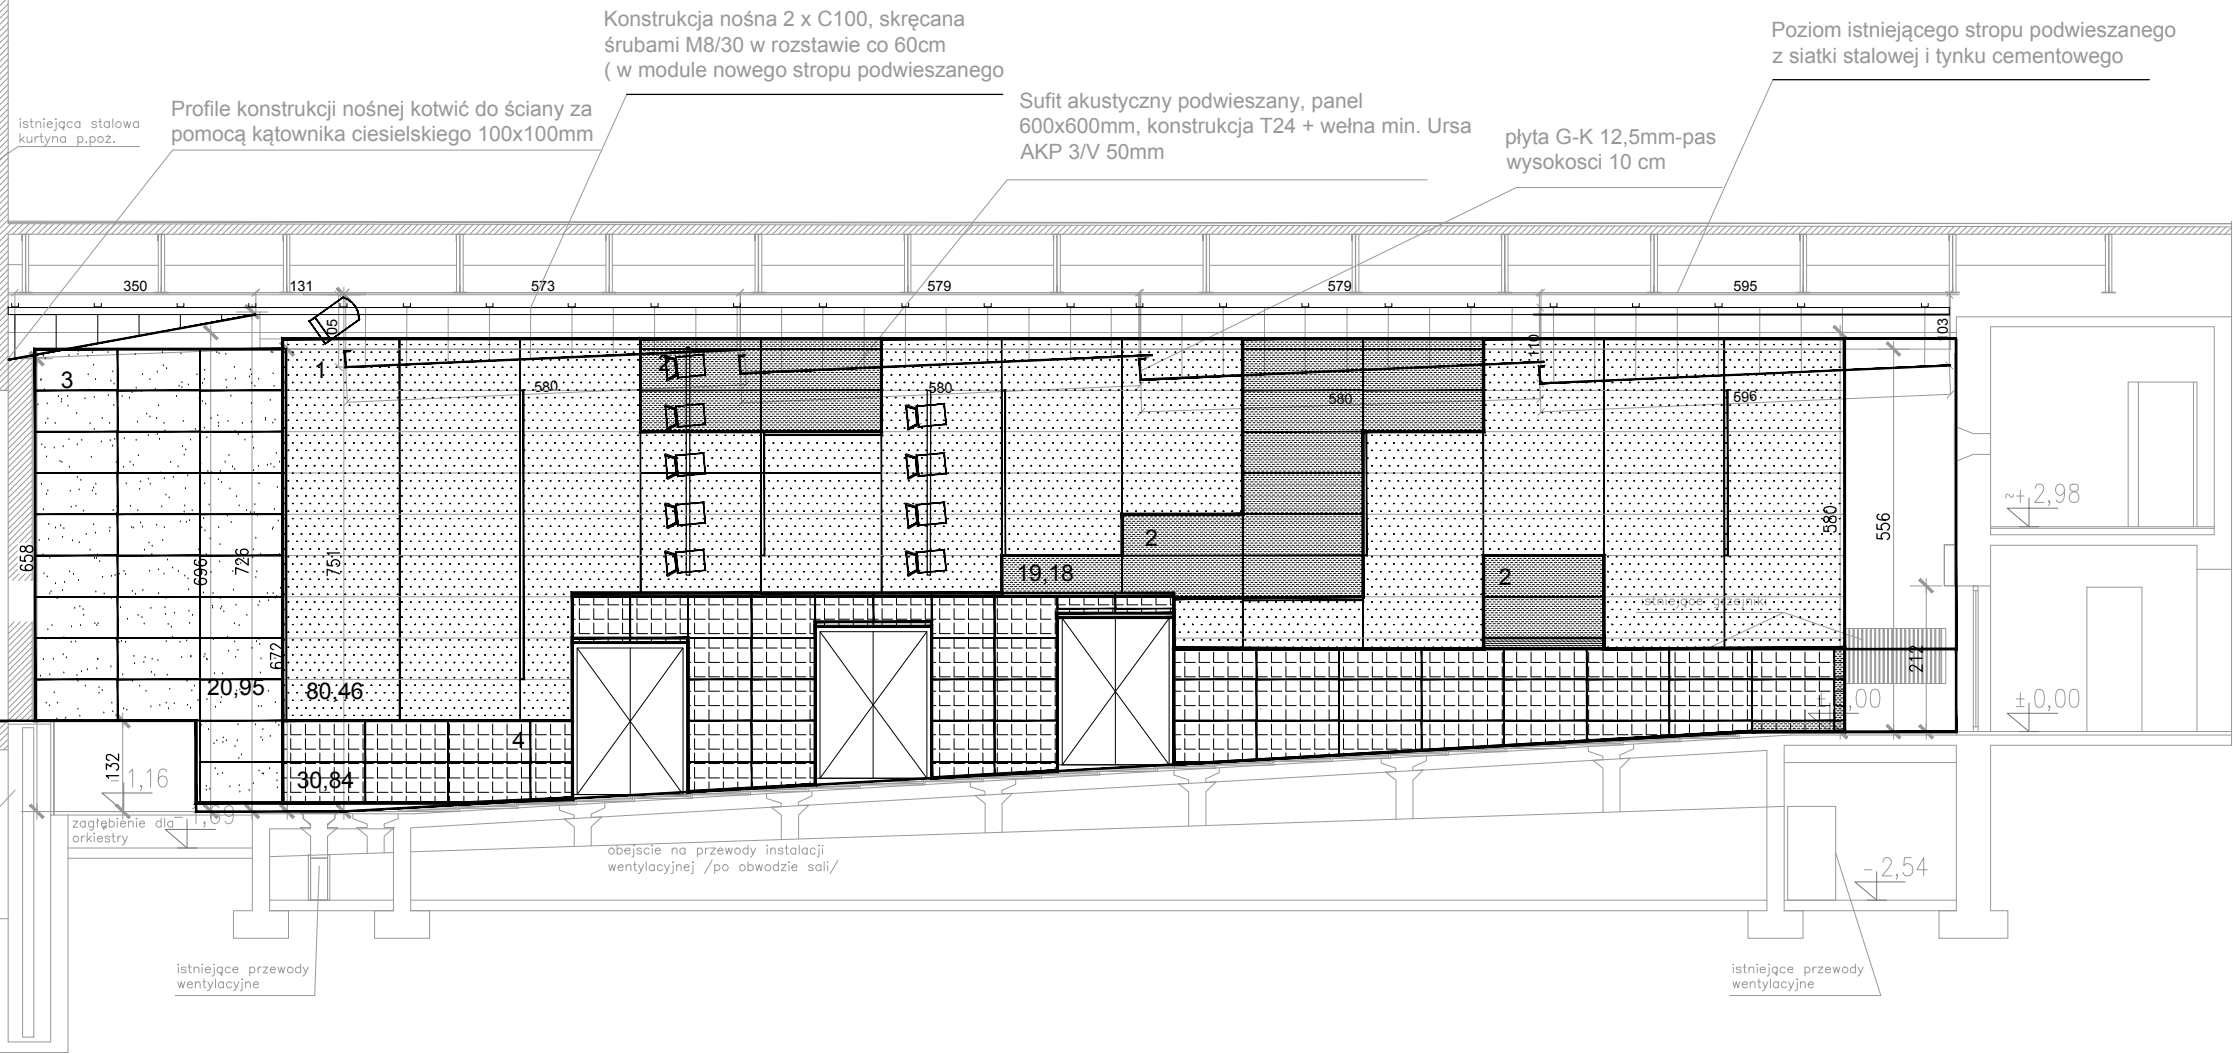 Konstrukcja nośna 2 x C100, skręcana
śrubami M8/30 w rozstawie co 60cm
( w module nowego stropu podwieszanego
Poziom istniejącego stropu podwieszanego
z siatki stalowej i tynku cementowego
Profile konstrukcji nośnej kotwić do ściany za
pomocą kątownika ciesielskiego 100x100mm
Sufit akustyczny podwieszany, panel
600x600mm, konstrukcja T24 + wełna min. Ursa
AKP 3/V 50mm
istniejąca stalowa
kurtyna p.poż.
płyta G-K 12,5mm-pas
wysokosci 10 cm
350
131
573
579
579
595
105
110
103
1
2
3
580
580
580
596
658
696
726
751
672
580
556
212
~+ 2,98
2
19,18
2
istniejące grzejniki
20,95
80,46
±0,00
±0,00
4
30,84
132
1,16
-1,69
zagłębienie dla
orkiestry
obejscie na przewody instalacji
wentylacyjnej /po obwodzie sali/
-2,54
istniejące przewody
wentylacyjne
istniejące przewody
wentylacyjne